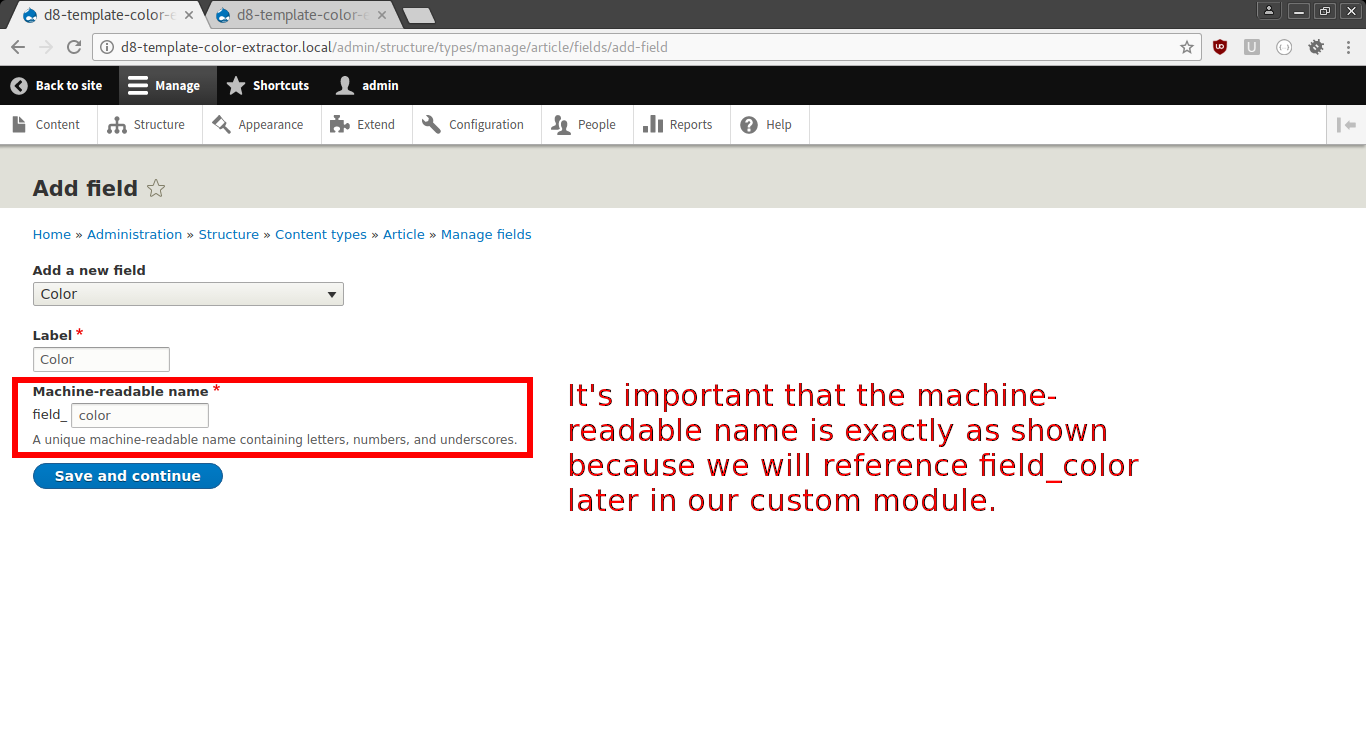 d8-template-color-e
d8-template-color-e
d8-template-color-extractor.local/admin/structure/types/manage/article/fields/add-field
Back to site Manage Shortcuts admin
Content Structure Appearance Extend Configuration People Reports Help
Add field
Home » Administration » Structure » Content types » Article » Manage fields
Add a new field
Color
Label *
Color
Machine-readable name *
field_ color
A unique machine-readable name containing letters, numbers, and underscores.
Save and continue
It's important that the machine-
readable name is exactly as shown
because we will reference field_color
later in our custom module.